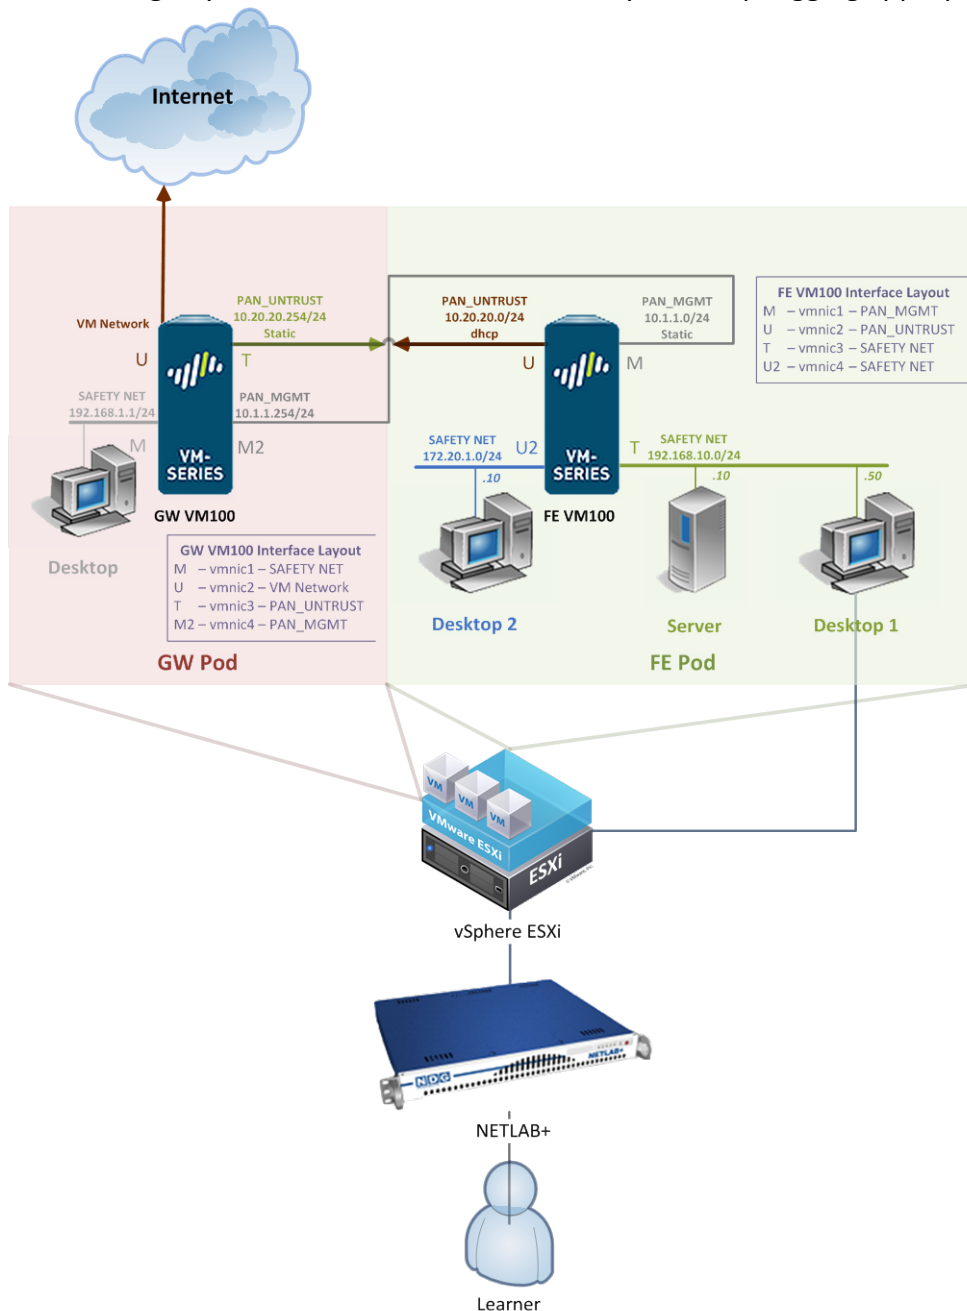 Internet
PAN_UNTRUST
10.20.20.254/24
Static
VM Network
U
T
SAFETY NET
192.168.1.1/24
M
PAN_MGMT
10.1.1.254/24
M2
VM-
SERIES
GW VM100
Desktop
GW VM100 Interface Layout
M – vmnic1 – SAFETY NET
U – vmnic2 – VM Network
T – vmnic3 – PAN_UNTRUST
M2 – vmnic4 – PAN_MGMT
GW Pod
PAN_UNTRUST
10.20.20.0/24
dhcp
U
PAN_MGMT
10.1.1.0/24
Static
M
FE VM100 Interface Layout
M – vmnic1 – PAN_MGMT
U – vmnic2 – PAN_UNTRUST
T – vmnic3 – SAFETY NET
U2 – vmnic4 – SAFETY NET
SAFETY NET
172.20.1.0/24
U2
.10
VM-
SERIES
FE VM100
T
SAFETY NET
192.168.10.0/24
.10
.50
Desktop 2
Server
Desktop 1
FE Pod
VM
VM
VM
VMware ESXi
ESXi
vSphere ESXi
NDG
NETLAB+
NETLAB+
Learner